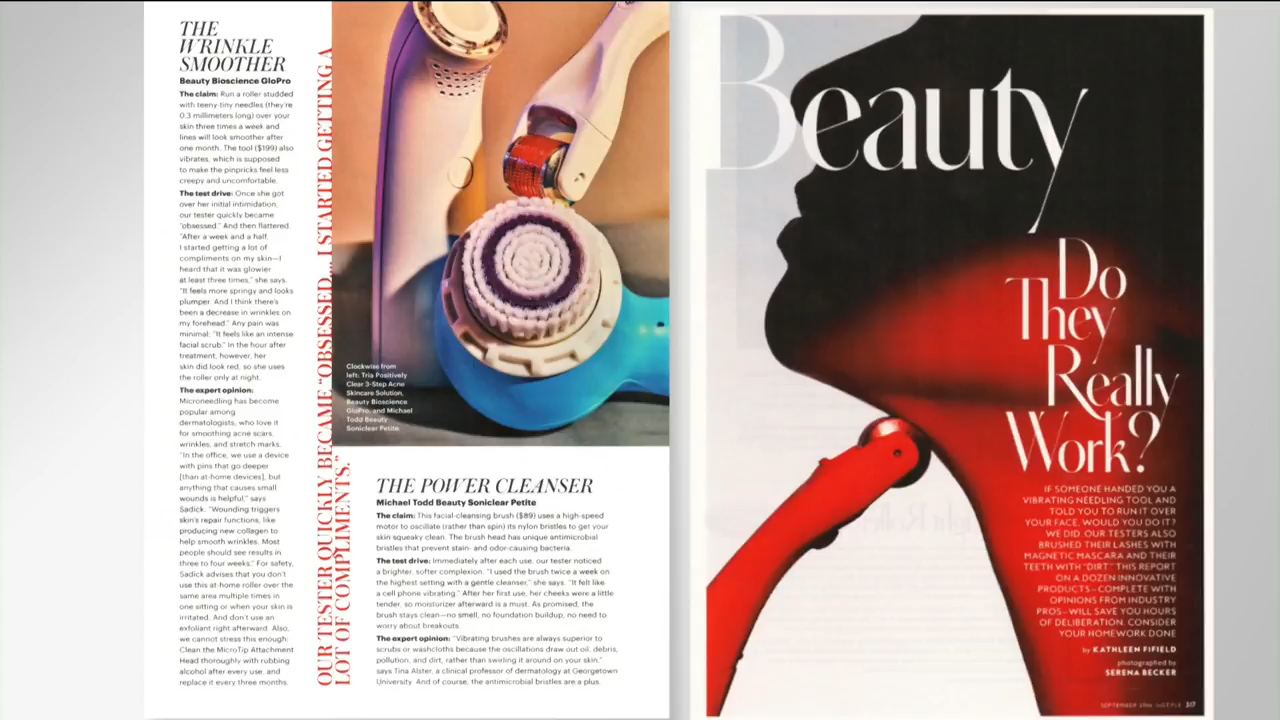 THE
WRINKLE
SMOOTHER
Beauty Bioscience GloPro
The claim: Run a roller studded
with teeny-tiny needles (they're
0.3 millimeters long) over your
skin three times a week and
lines will look smoother after
one month. The tool ($199) also
vibrates, which is supposed
to make the pinpricks feel less
creepy and uncomfortable.
The test drive: Once she got
over her initial intimidation,
our tester quickly became
"obsessed." And then flattered.
"After a week and a half,
I started getting a lot of
compliments on my skin—I
heard that it was glowier
at least three times," she says.
"It feels more springy and looks
plumper. And I think there's
been a decrease in wrinkles on
my forehead." Any pain was
minimal: "It feels like an intense
facial scrub." In the hour after
treatment, however, her
skin did look red, so she uses
the roller only at night.
The expert opinion:
Microneedling has become
popular among
dermatologists, who love it
for smoothing acne scars,
wrinkles, and stretch marks.
"In the office, we use a device
with pins that go deeper
[than at-home devices], but
anything that causes small
wounds is helpful," says
Sadick. "Wounding triggers
skin's repair functions, like
producing new collagen to
help smooth wrinkles. Most
people should see results in
three to four weeks." For safety,
Sadick advises that you don't
use this at-home roller over the
same area multiple times in
one sitting or when your skin is
irritated. And don't use an
exfoliant right afterward. Also,
we cannot stress this enough:
Clean the MicroTip Attachment
Head thoroughly with rubbing
alcohol after every use, and
replace it every three months.
OUR TESTER QUICKLY BECAME "OBSESSED... I STARTED GETTING A
LOT OF COMPLIMENTS."
Clockwise from
left: Tria Positively
Clear 3-Step Acne
Skincare Solution,
Beauty Bioscience
GloPro, and Michael
Todd Beauty
Soniclear Petite.
THE POWER CLEANSER
Michael Todd Beauty Soniclear Petite
The claim: This facial-cleansing brush ($89) uses a high-speed
motor to oscillate (rather than spin) its nylon bristles to get your
skin squeaky clean. The brush head has unique antimicrobial
bristles that prevent stain- and odor-causing bacteria.
The test drive: Immediately after each use, our tester noticed
a brighter, softer complexion. "I used the brush twice a week on
the highest setting with a gentle cleanser," she says. "It felt like
a cell phone vibrating." After her first use, her cheeks were a little
tender, so moisturizer afterward is a must. As promised, the
brush stays clean—no smell, no foundation buildup, no need to
worry about breakouts.
The expert opinion: "Vibrating brushes are always superior to
scrubs or washcloths because the oscillations draw out oil, debris,
pollution, and dirt, rather than swirling it around on your skin,"
says Tina Alster, a clinical professor of dermatology at Georgetown
University. And of course, the antimicrobial bristles are a plus.
Beauty
Do
They
Really
Work?
IF SOMEONE HANDED YOU A
VIBRATING NEEDLING TOOL AND
TOLD YOU TO RUN IT OVER
YOUR FACE, WOULD YOU DO IT?
WE DID. OUR TESTERS ALSO
BRUSHED THEIR LASHES WITH
MAGNETIC MASCARA AND THEIR
TEETH WITH "DIRT." THIS REPORT
ON A DOZEN INNOVATIVE
PRODUCTS—COMPLETE WITH
OPINIONS FROM INDUSTRY
PROS—WILL SAVE YOU HOURS
OF DELIBERATION. CONSIDER
YOUR HOMEWORK DONE
by KATHLEEN FIFIELD
photographed by
SERENA BECKER
SEPTEMBER INSTYLE 317